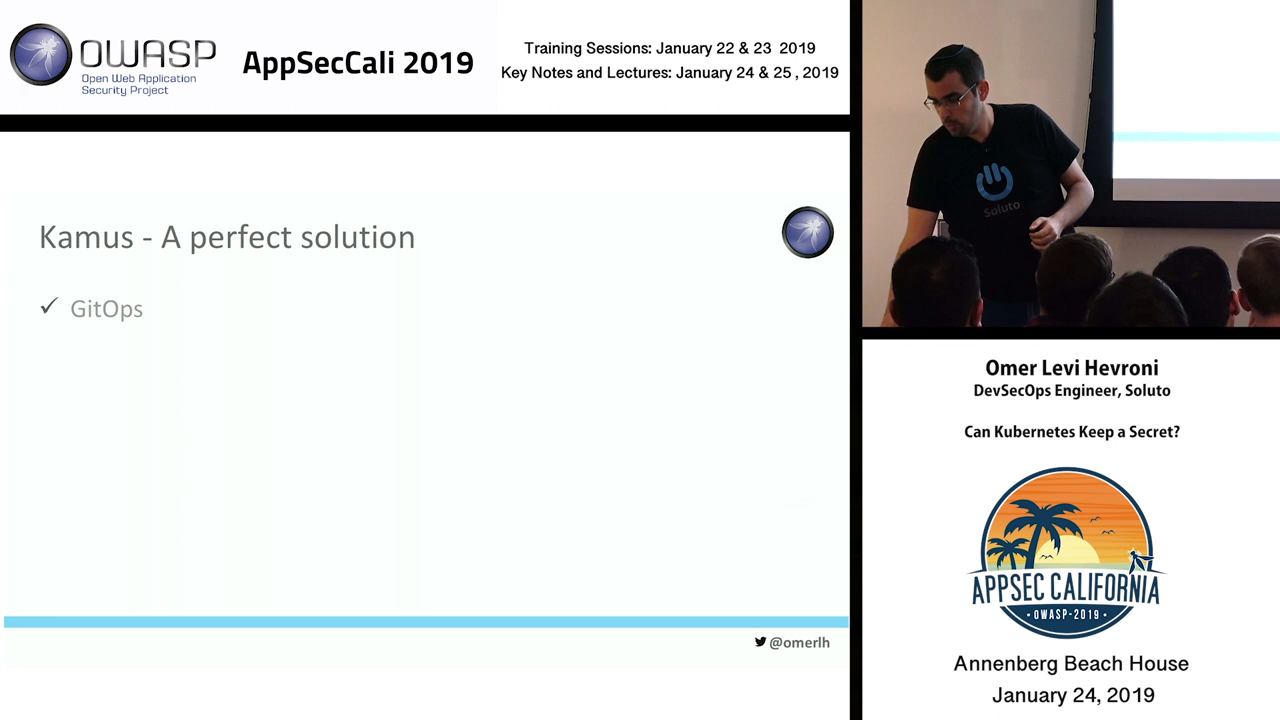 OWASP
Open Web Application
Security Project
AppSecCali 2019
Training Sessions: January 22 & 23 2019
Key Notes and Lectures: January 24 & 25 , 2019
Kamus - A perfect solution
✓ GitOps
@omerlh
Soluto
Omer Levi Hevroni
DevSecOps Engineer, Soluto
Can Kubernetes Keep a Secret?
APPSEC CALIFORNIA
• OWASP-2019 •
Annenberg Beach House
January 24, 2019